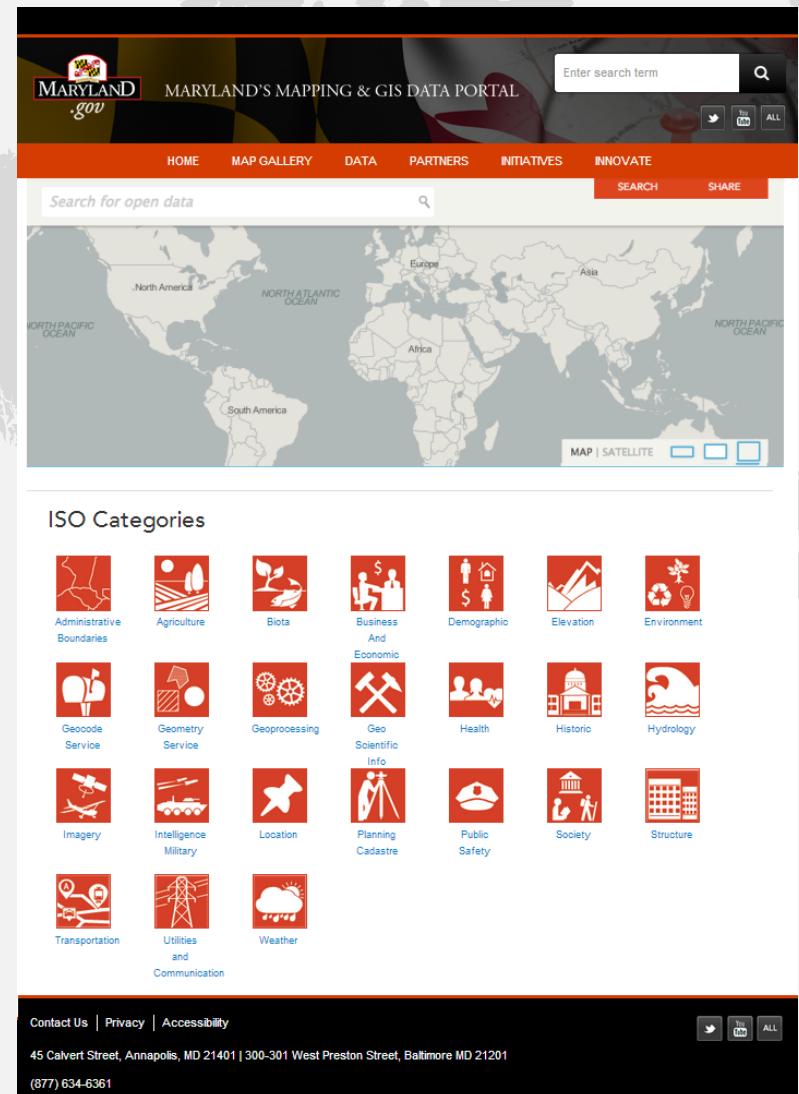 MARYLAND
.gov
MARYLAND'S MAPPING & GIS DATA PORTAL
Enter search term
You Tube
ALL
HOME MAP GALLERY DATA PARTNERS INITIATIVES INNOVATE
SEARCH SHARE
Search for open data
Europe
Asia
North America
NORTH ATLANTIC
OCEAN
NORTH PACIFIC
OCEAN
NORTH PACIFIC
OCEAN
Africa
South America
MAP | SATELLITE
ISO Categories
Administrative
Boundaries
Agriculture
Biota
Business
And
Economic
Demographic
Elevation
Environment
Geocode
Service
Geometry
Service
Geoprocessing
Geo
Scientific
Info
Health
Historic
Hydrology
Imagery
Intelligence
Military
Location
Planning
Cadastre
Public
Safety
Society
Structure
A
Transportation
Utilities
and
Communication
Weather
Contact Us | Privacy | Accessibility
You Tube
ALL
45 Calvert Street, Annapolis, MD 21401 | 300-301 West Preston Street, Baltimore MD 21201
(877) 634-6361